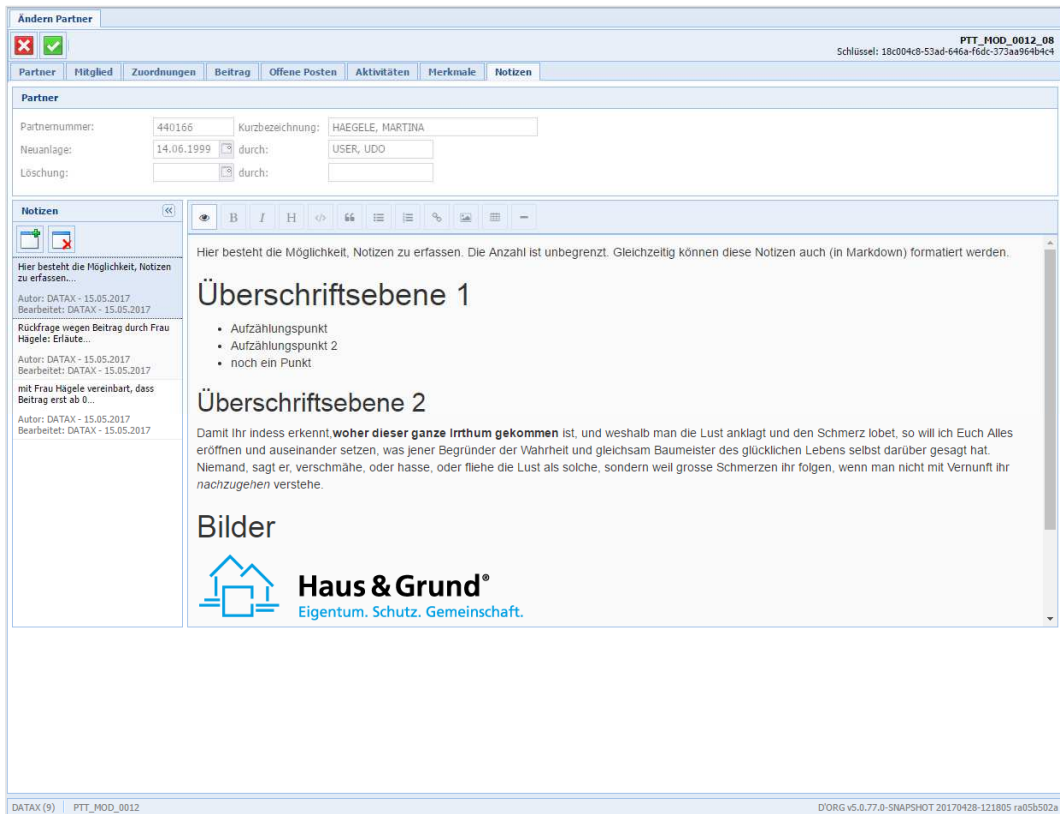 Ändern Partner
PTT_MOD_0012_08
Schlüssel: 18c004c8-53ad-646a-f6dc-373aa964b4c4
Partner Mitglied Zuordnungen Beitrag Offene Posten Aktivitäten Merkmale Notizen
Partner
Partnernummer: 440166 Kurzbezeichnung: HAEGELE, MARTINA
Neuanlage: 14.06.1999 durch: USER, UDO
Löschung: durch:
Notizen
B I H
Hier besteht die Möglichkeit, Notizen
zu erfassen....
Autor: DATAX - 15.05.2017
Bearbeitet: DATAX - 15.05.2017
Rückfrage wegen Beitrag durch Frau
Hägele: Erläute...
Autor: DATAX - 15.05.2017
Bearbeitet: DATAX - 15.05.2017
mit Frau Hägele vereinbart, dass
Beitrag erst ab 0...
Autor: DATAX - 15.05.2017
Bearbeitet: DATAX - 15.05.2017
Hier besteht die Möglichkeit, Notizen zu erfassen. Die Anzahl ist unbegrenzt. Gleichzeitig können diese Notizen auch (in Markdown) formatiert werden.
Überschriftsebene 1
• Aufzählungspunkt
• Aufzählungspunkt 2
• noch ein Punkt
Überschriftsebene 2
Damit Ihr indess erkennt,woher dieser ganze Irrthum gekommen ist, und weshalb man die Lust anklagt und den Schmerz lobet, so will ich Euch Alles
eröffnen und auseinander setzen, was jener Begründer der Wahrheit und gleichsam Baumeister des glücklichen Lebens selbst darüber gesagt hat.
Niemand, sagt er, verschmähe, oder hasse, oder fliehe die Lust als solche, sondern weil grosse Schmerzen ihr folgen, wenn man nicht mit Vernunft ihr
nachzugehen verstehe.
Bilder
Haus & Grund®
Eigentum. Schutz. Gemeinschaft.
DATAX (9) PTT_MOD_0012
D'ORG v5.0.77.0-SNAPSHOT 20170428-121805 ra05b502a